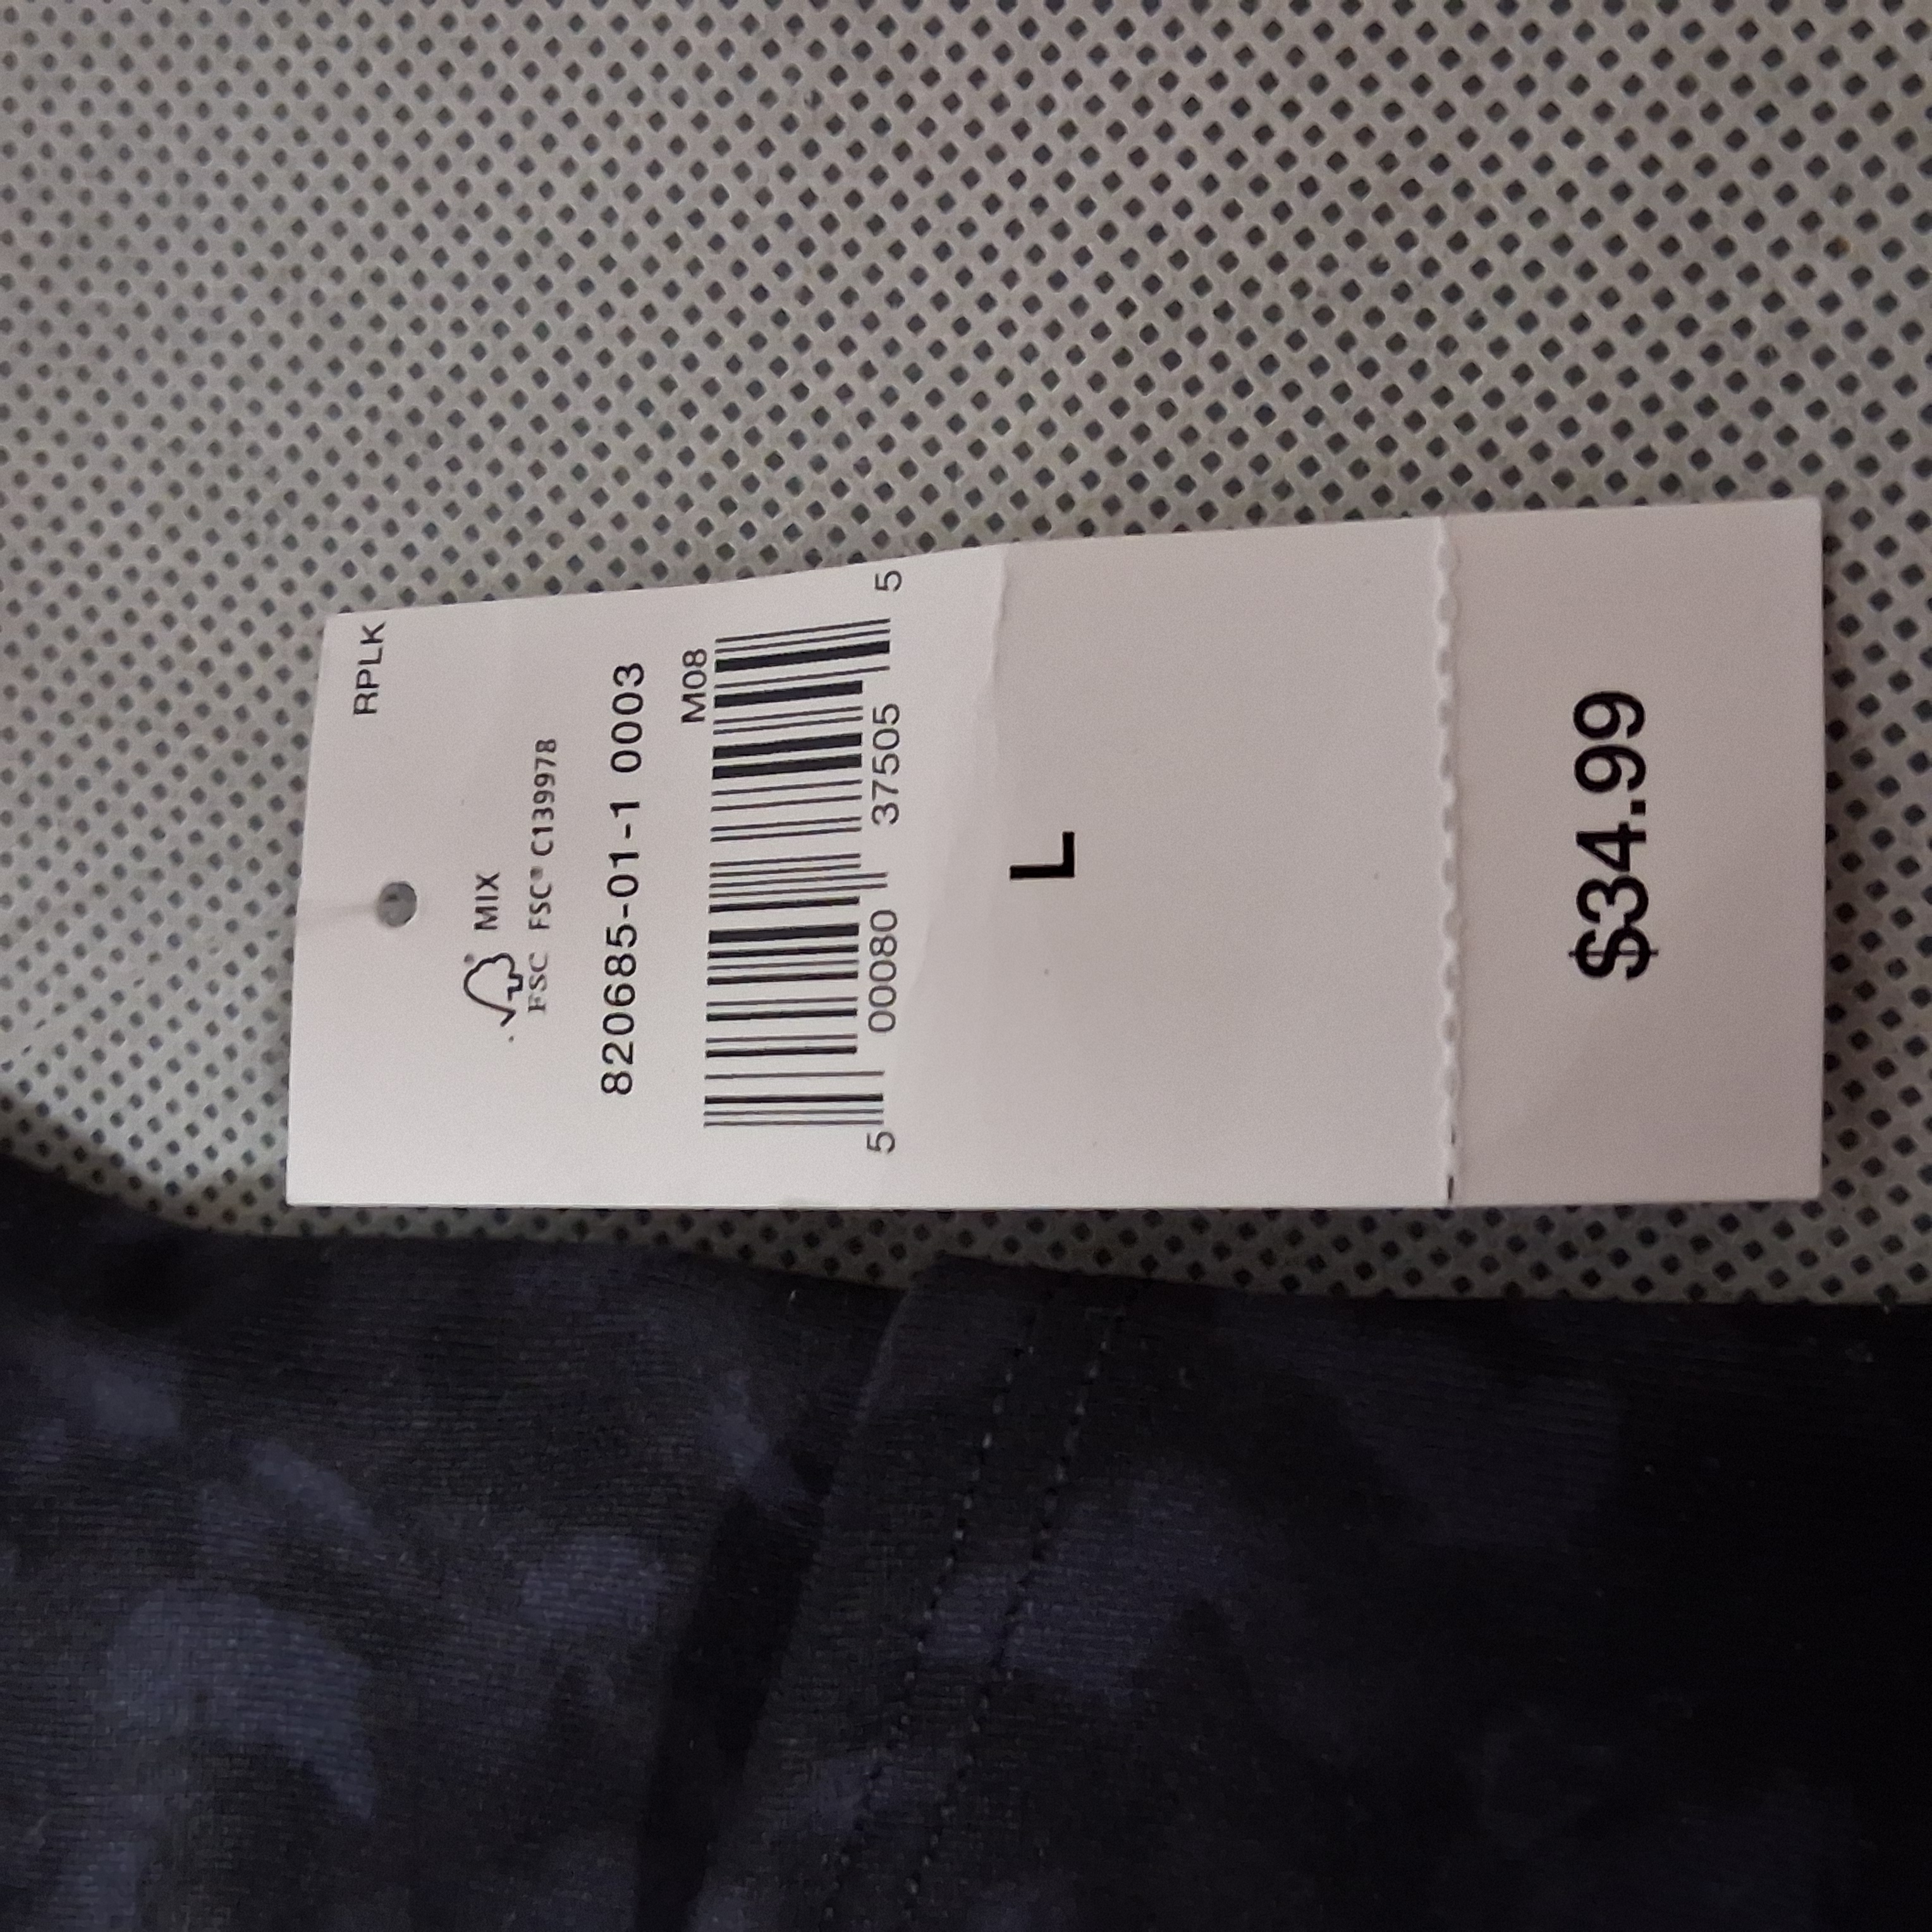 RPLK
MIX
FSC FSC® C139978
820685-01-1 0003
M08
5 00080 37505 5
L
$34.99